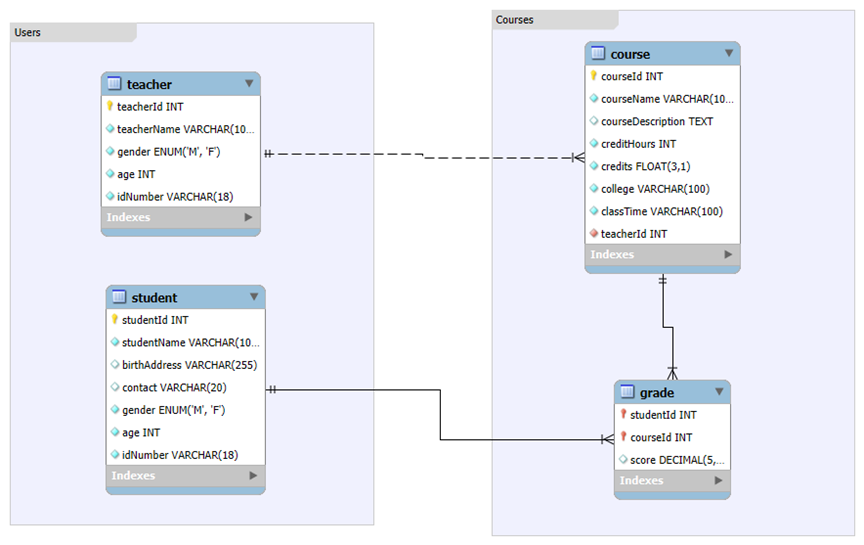 Users
teacher
teacherId INT
teacherName VARCHAR(10...
gender ENUM('M', 'F')
age INT
idNumber VARCHAR(18)
Indexes
student
studentId INT
studentName VARCHAR(10...
birthAddress VARCHAR(255)
contact VARCHAR(20)
gender ENUM('M', 'F')
age INT
idNumber VARCHAR(18)
Indexes
Courses
course
courseId INT
courseName VARCHAR(10...
courseDescription TEXT
creditHours INT
credits FLOAT(3,1)
college VARCHAR(100)
classTime VARCHAR(100)
teacherId INT
Indexes
grade
studentId INT
courseId INT
score DECIMAL(5,...
Indexes